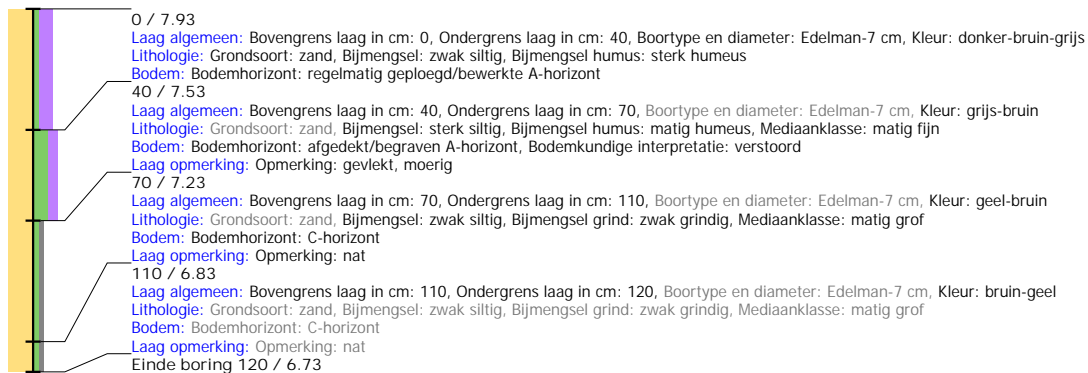 0 / 7.93
Laag algemeen: Bovengrens laag in cm: 0, Ondergrens laag in cm: 40, Boortype en diameter: Edelman-7 cm, Kleur: donker-bruin-grijs
Lithologie: Grondsoort: zand, Bijmengsel: zwak siltig, Bijmengsel humus: sterk humeus
Bodem: Bodemhorizont: regelmatig geploegd/bewerkte A-horizont
40 / 7.53
Laag algemeen: Bovengrens laag in cm: 40, Ondergrens laag in cm: 70, Boortype en diameter: Edelman-7 cm, Kleur: grijs-bruin
Lithologie: Grondsoort: zand, Bijmengsel: sterk siltig, Bijmengsel humus: matig humeus, Mediaanklasse: matig fijn
Bodem: Bodemhorizont: afgedekt/begraven A-horizont, Bodemkundige interpretatie: verstoord
Laag opmerking: Opmerking: gevlekt, moerig
70 / 7.23
Laag algemeen: Bovengrens laag in cm: 70, Ondergrens laag in cm: 110, Boortype en diameter: Edelman-7 cm, Kleur: geel-bruin
Lithologie: Grondsoort: zand, Bijmengsel: zwak siltig, Bijmengsel grind: zwak grindig, Mediaanklasse: matig grof
Bodem: Bodemhorizont: C-horizont
Laag opmerking: Opmerking: nat
110 / 6.83
Laag algemeen: Bovengrens laag in cm: 110, Ondergrens laag in cm: 120, Boortype en diameter: Edelman-7 cm, Kleur: bruin-geel
Lithologie: Grondsoort: zand, Bijmengsel: zwak siltig, Bijmengsel grind: zwak grindig, Mediaanklasse: matig grof
Bodem: Bodemhorizont: C-horizont
Laag opmerking: Opmerking: nat
Einde boring 120 / 6.73